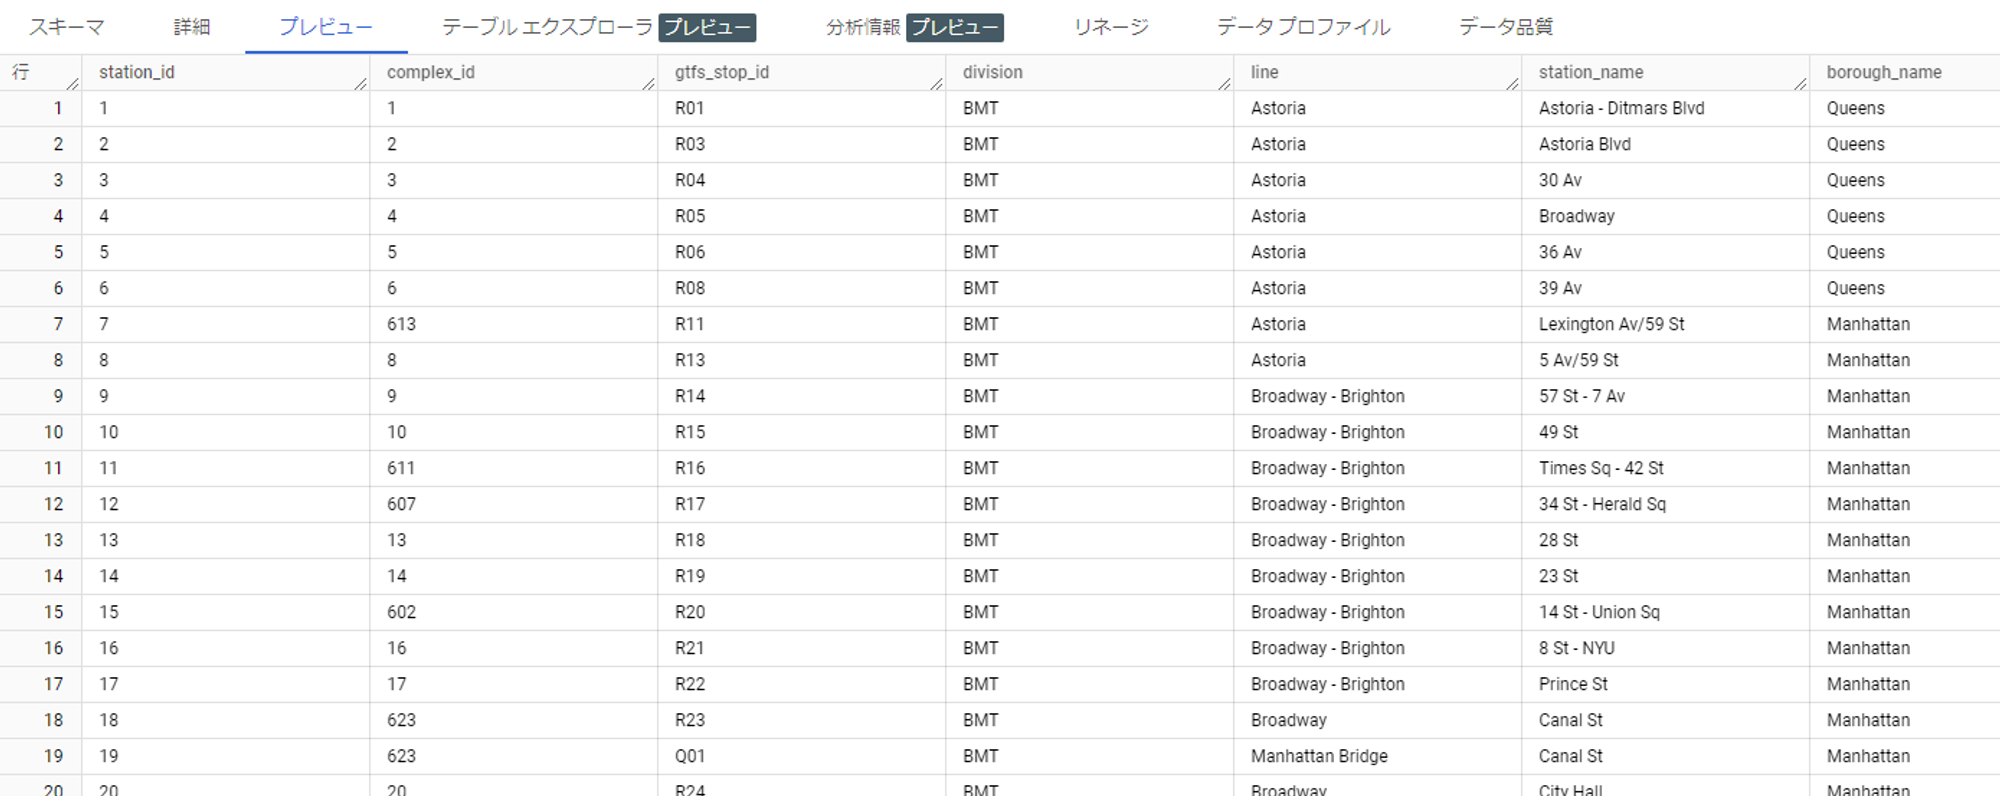 スキーマ 詳細 プレビュー テーブル エクスプローラ プレビュー 分析情報 プレビュー リネージ データ プロファイル データ品質
行 station_id complex_id gtfs_stop_id division line station_name borough_name
1 1 1 R01 BMT Astoria Astoria - Ditmars Blvd Queens
2 2 2 R03 BMT Astoria Astoria Blvd Queens
3 3 3 R04 BMT Astoria 30 Av Queens
4 4 4 R05 BMT Astoria Broadway Queens
5 5 5 R06 BMT Astoria 36 Av Queens
6 6 6 R08 BMT Astoria 39 Av Queens
7 7 613 R11 BMT Astoria Lexington Av/59 St Manhattan
8 8 8 R13 BMT Astoria 5 Av/59 St Manhattan
9 9 9 R14 BMT Broadway - Brighton 57 St - 7 Av Manhattan
10 10 10 R15 BMT Broadway - Brighton 49 St Manhattan
11 11 611 R16 BMT Broadway - Brighton Times Sq - 42 St Manhattan
12 12 607 R17 BMT Broadway - Brighton 34 St - Herald Sq Manhattan
13 13 13 R18 BMT Broadway - Brighton 28 St Manhattan
14 14 14 R19 BMT Broadway - Brighton 23 St Manhattan
15 15 602 R20 BMT Broadway - Brighton 14 St - Union Sq Manhattan
16 16 16 R21 BMT Broadway - Brighton 8 St - NYU Manhattan
17 17 17 R22 BMT Broadway - Brighton Prince St Manhattan
18 18 623 R23 BMT Broadway Canal St Manhattan
19 19 623 Q01 BMT Manhattan Bridge Canal St Manhattan
20 20 20 R24 BMT Broadway City Hall Manhattan